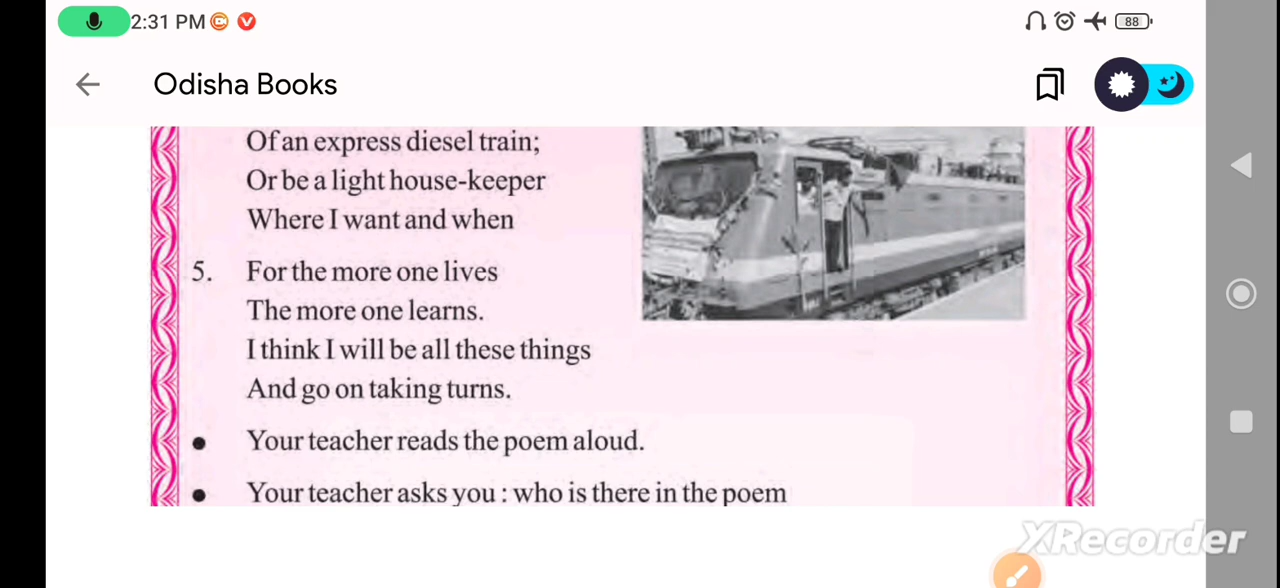 2:31 PM
88
Odisha Books
Of an express diesel train;
Or be a light house-keeper
Where I want and when
5. For the more one lives
The more one learns.
I think I will be all these things
And go on taking turns.
● Your teacher reads the poem aloud.
● Your teacher asks you : who is there in the poem
XRecorder